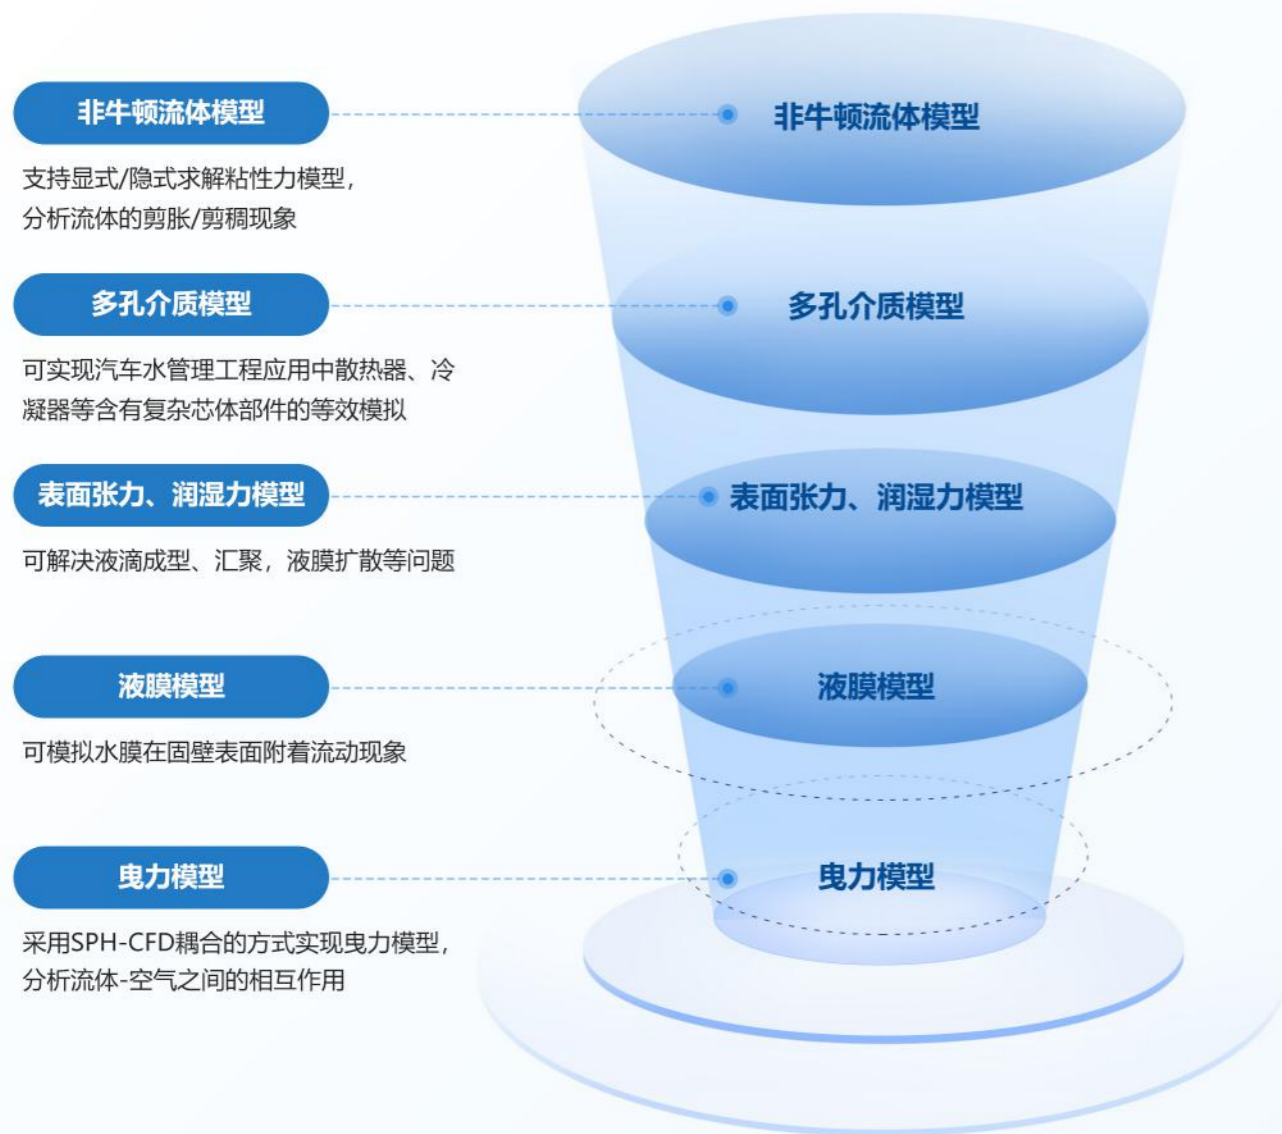 非牛顿流体模型
非牛顿流体模型
支持显式/隐式求解粘性力模型，
分析流体的剪胀/剪稠现象
多孔介质模型
多孔介质模型
可实现汽车水管理工程应用中散热器、冷
凝器等含有复杂芯体部件的等效模拟
表面张力、润湿力模型
表面张力、润湿力模型
可解决液滴成型、汇聚，液膜扩散等问题
液膜模型
液膜模型
可模拟水膜在固壁表面附着流动现象
曳力模型
曳力模型
采用SPH-CFD耦合的方式实现曳力模型，
分析流体-空气之间的相互作用